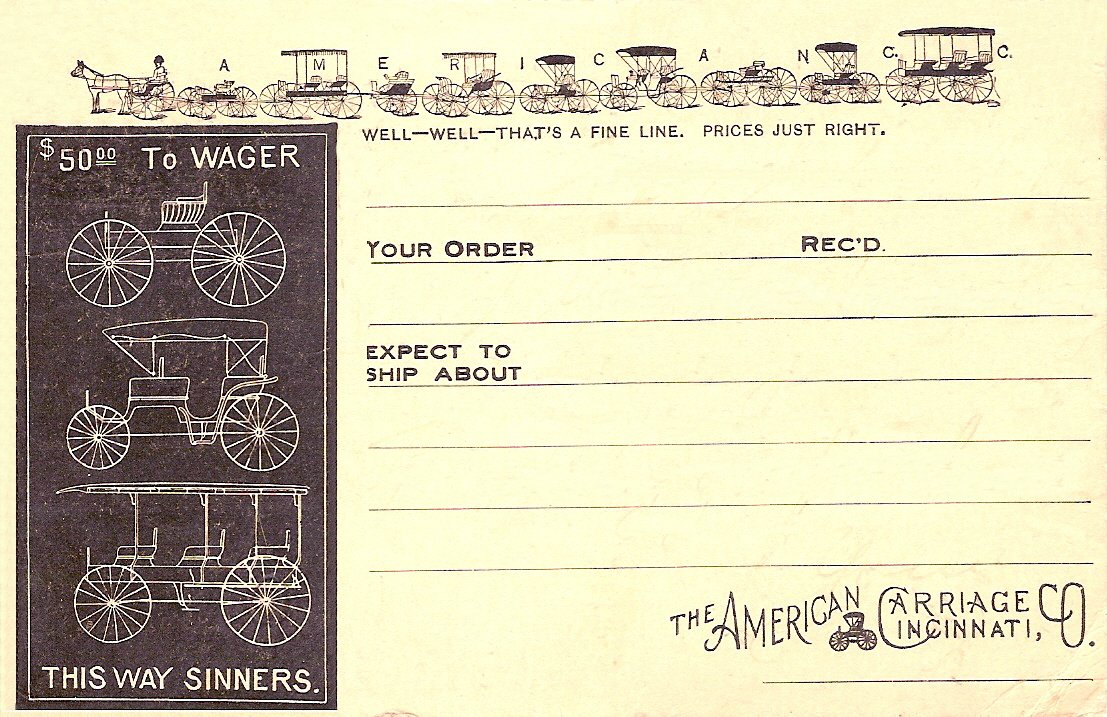 A M E R I C A N C. C.
WELL—WELL—THAT'S A FINE LINE. PRICES JUST RIGHT.
$50.00 TO WAGER
THIS WAY SINNERS.
YOUR ORDER REC'D.
EXPECT TO
SHIP ABOUT
THE AMERICAN CARRIAGE CO.
CINCINNATI, O.